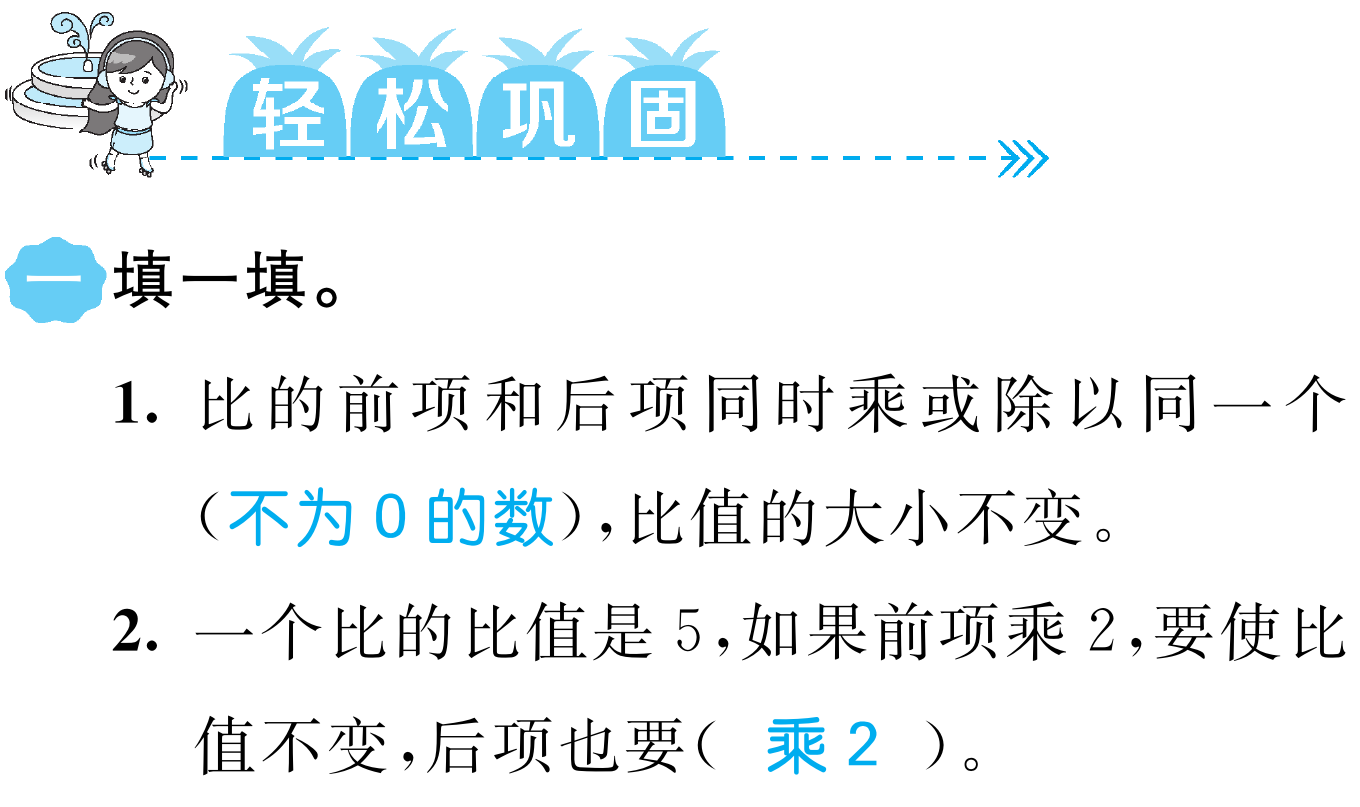 轻松巩固
一 填一填。
1. 比的前项和后项同时乘或除以同一个
(不为0的数),比值的大小不变。
2. 一个比的比值是5,如果前项乘2,要使比
值不变,后项也要( 乘2 )。